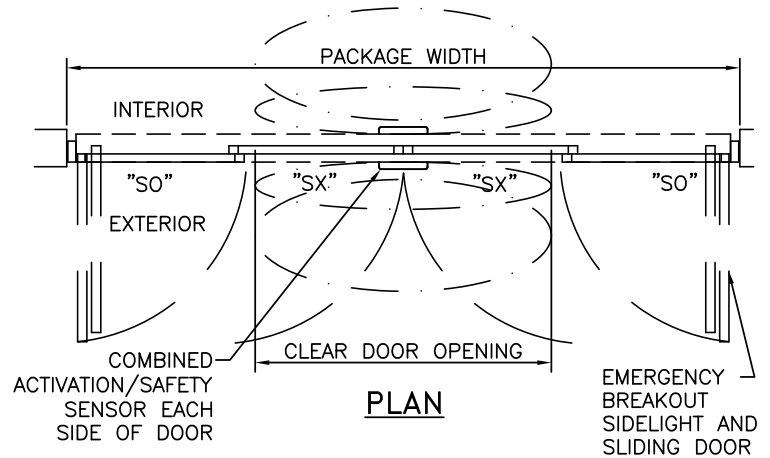 PACKAGE WIDTH
INTERIOR
"SO" "SX" "SX" "SO"
EXTERIOR
CLEAR DOOR OPENING
COMBINED
ACTIVATION/SAFETY
SENSOR EACH
SIDE OF DOOR
PLAN
EMERGENCY
BREAKOUT
SIDELIGHT AND
SLIDING DOOR